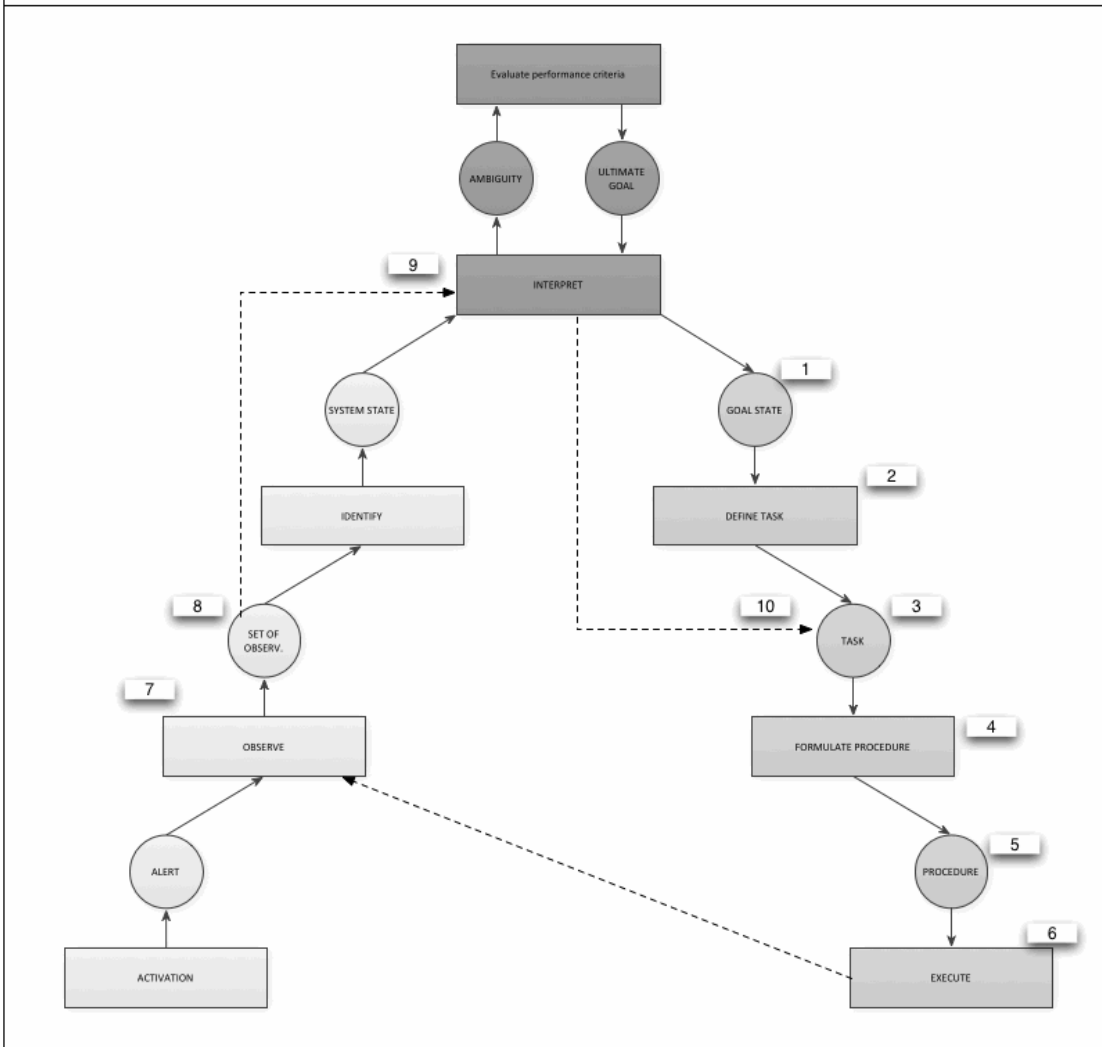 Evaluate performance criteria
AMBIGUITY
ULTIMATE
GOAL
9
INTERPRET
1
SYSTEM STATE
GOAL STATE
2
IDENTIFY
DEFINE TASK
8
10
3
SET OF
OBSERV.
TASK
7
4
OBSERVE
FORMULATE PROCEDURE
5
ALERT
PROCEDURE
6
ACTIVATION
EXECUTE